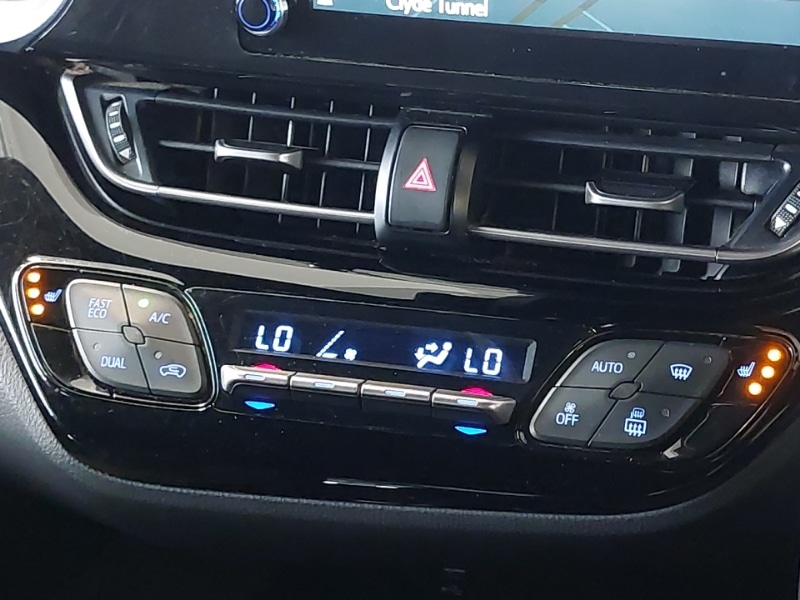 Clyde Tunnel
FAST
ECO
A/C
DUAL
LO
LO
AUTO
OFF